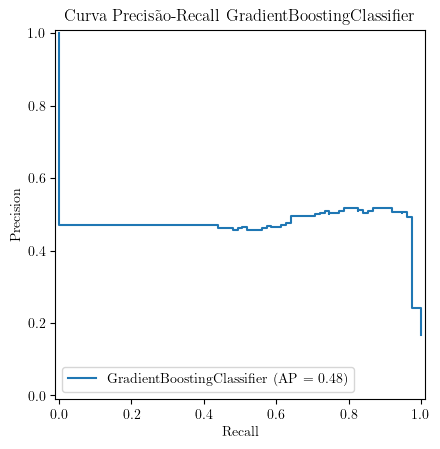 Curva Precisão-Recall GradientBoostingClassifier
1.0
0.8
0.6
0.4
0.2
0.0
Precision
GradientBoostingClassifier (AP = 0.48)
0.0 0.2 0.4 0.6 0.8 1.0
Recall